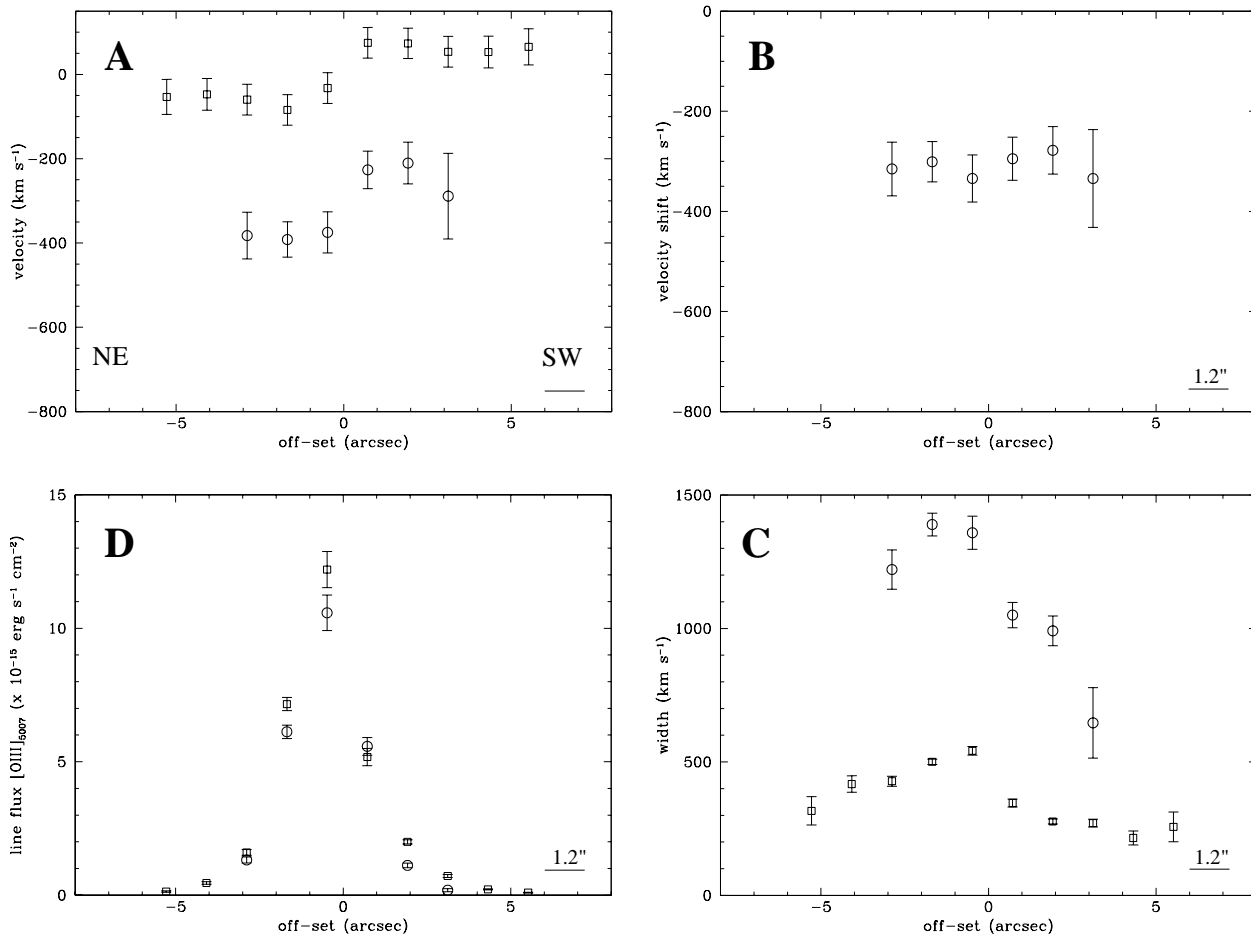 A
0
−200
−400
−600
−800
velocity (km s⁻¹)
NE
SW
−5
0
5
off−set (arcsec)
B
0
−200
−400
−600
−800
velocity shift (km s⁻¹)
1.2"
−5
0
5
off−set (arcsec)
D
15
10
5
0
line flux [OIII]₅₀₀₇ (x 10⁻¹⁵ erg s⁻¹ cm⁻²)
1.2"
−5
0
5
off−set (arcsec)
C
1500
1000
500
0
width (km s⁻¹)
1.2"
−5
0
5
off−set (arcsec)